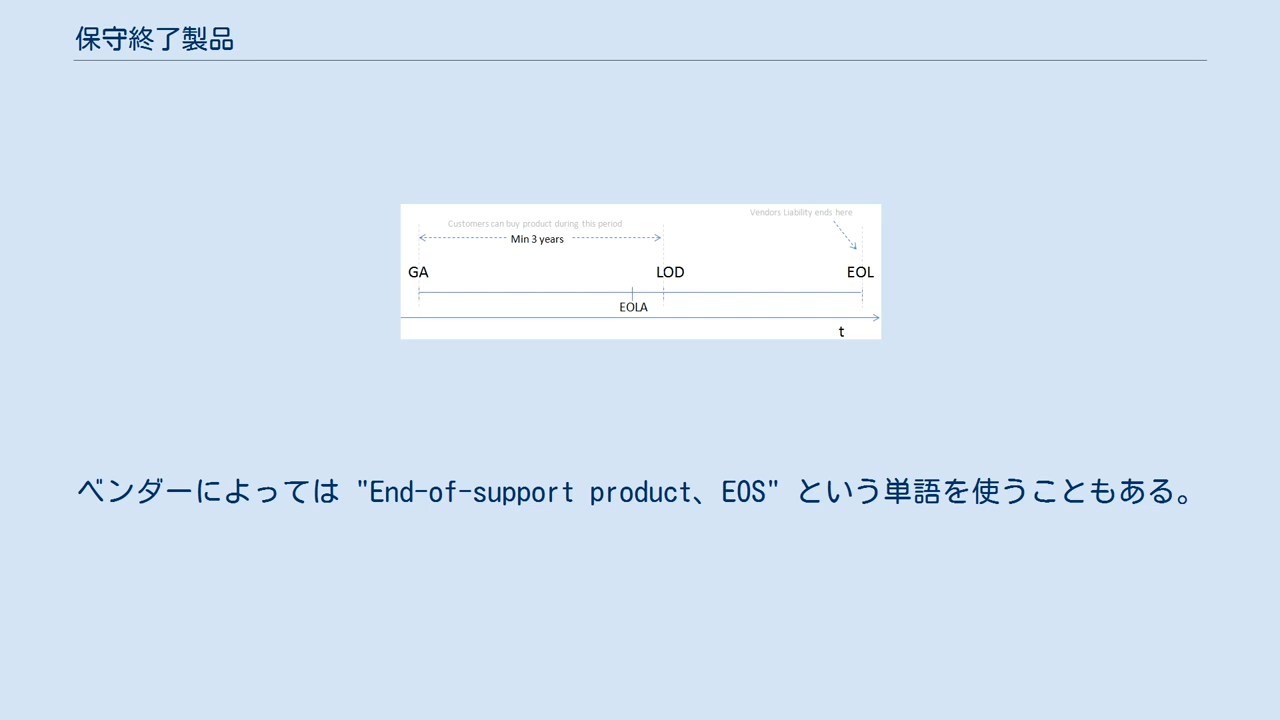 保守終了製品
Vendors Liability ends here
Customers can buy product during this period
Min 3 years
GA
LOD
EOL
EOLA
t
ベンダーによっては "End-of-support product、EOS" という単語を使うこともある。